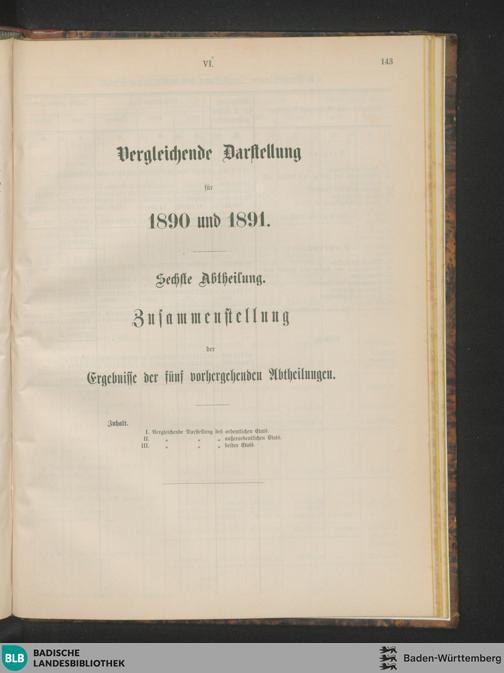 VI.
143
Vergleichende Darstellung
für
1890 und 1891.
Sechste Abtheilung.
Zusammenstellung
der
Ergebnisse der fünf vorhergehenden Abtheilungen.
Inhalt.
I. Vergleichende Darstellung des ordentlichen Etats.
II. „ „ „ außerordentlichen Etats.
III. „ „ „ beider Etats.
BLB
BADISCHE
LANDESBIBLIOTHEK
Baden-Württemberg